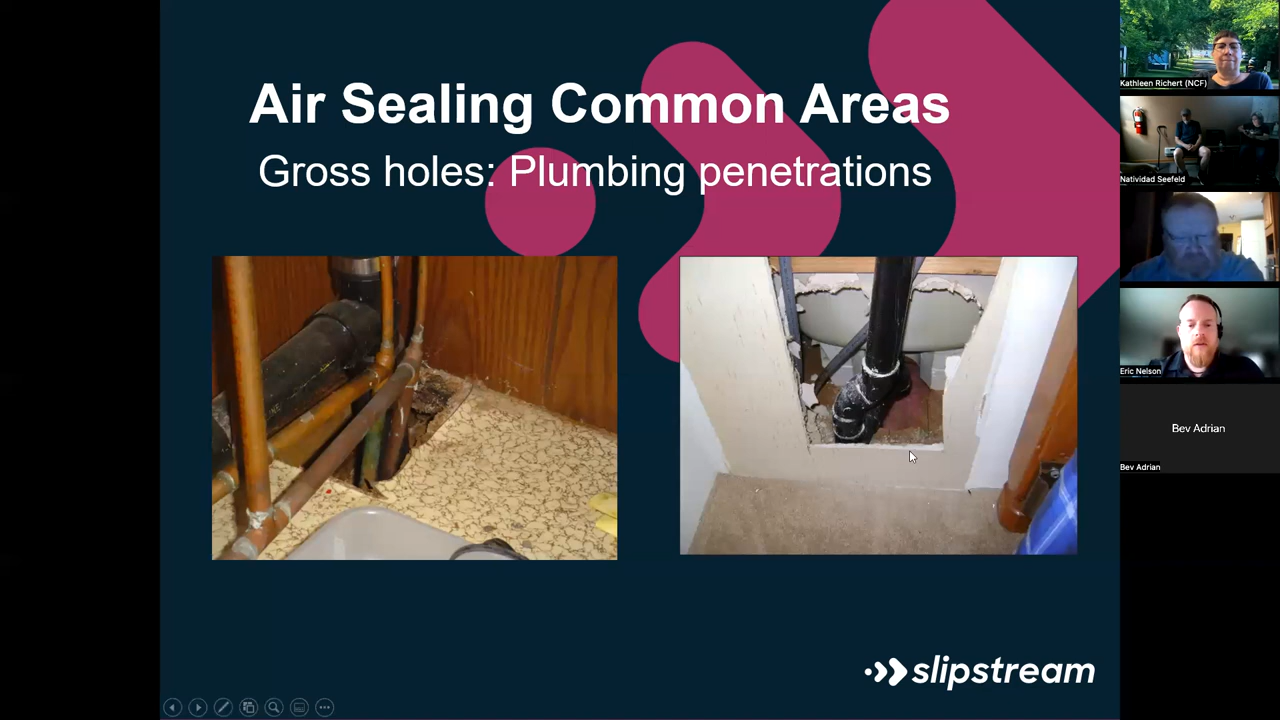 Air Sealing Common Areas
Gross holes: Plumbing penetrations
slipstream
Kathleen Richert (NCF)
Natividad Seefeld
Eric Nelson
Bev Adrian
Bev Adrian